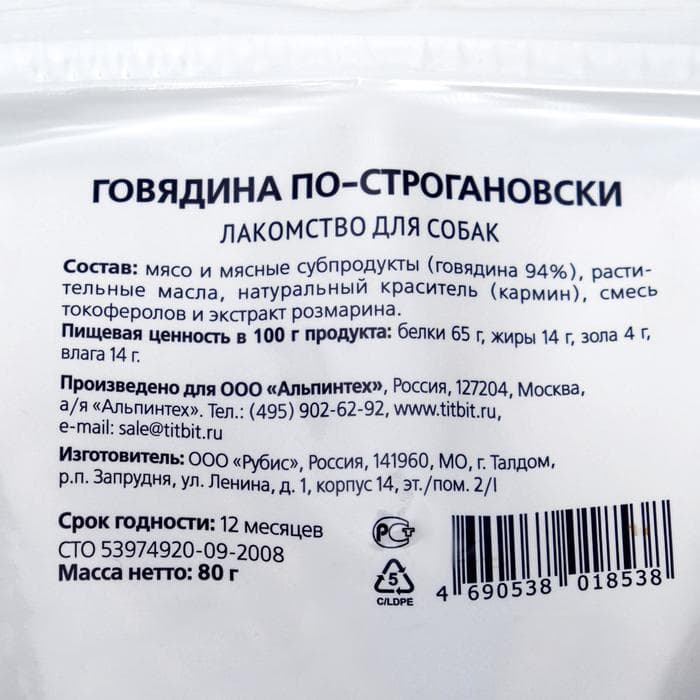 ГОВЯДИНА ПО-СТРОГАНОВСКИ
ЛАКОМСТВО ДЛЯ СОБАК
Состав: мясо и мясные субпродукты (говядина 94%), расти-
тельные масла, натуральный краситель (кармин), смесь
токоферолов и экстракт розмарина.
Пищевая ценность в 100 г продукта: белки 65 г, жиры 14 г, зола 4 г,
влага 14 г.
Произведено для ООО «Альпинтех», Россия, 127204, Москва,
а/я «Альпинтех». Тел.: (495) 902-62-92, www.titbit.ru,
e-mail: sale@titbit.ru
Изготовитель: ООО «Рубис», Россия, 141960, МО, г. Талдом,
р.п. Запрудня, ул. Ленина, д. 1, корпус 14, эт./пом. 2/I
Срок годности: 12 месяцев
СТО 53974920-09-2008
Масса нетто: 80 г
РСТ
5
C/LDPE
4 690538 018538